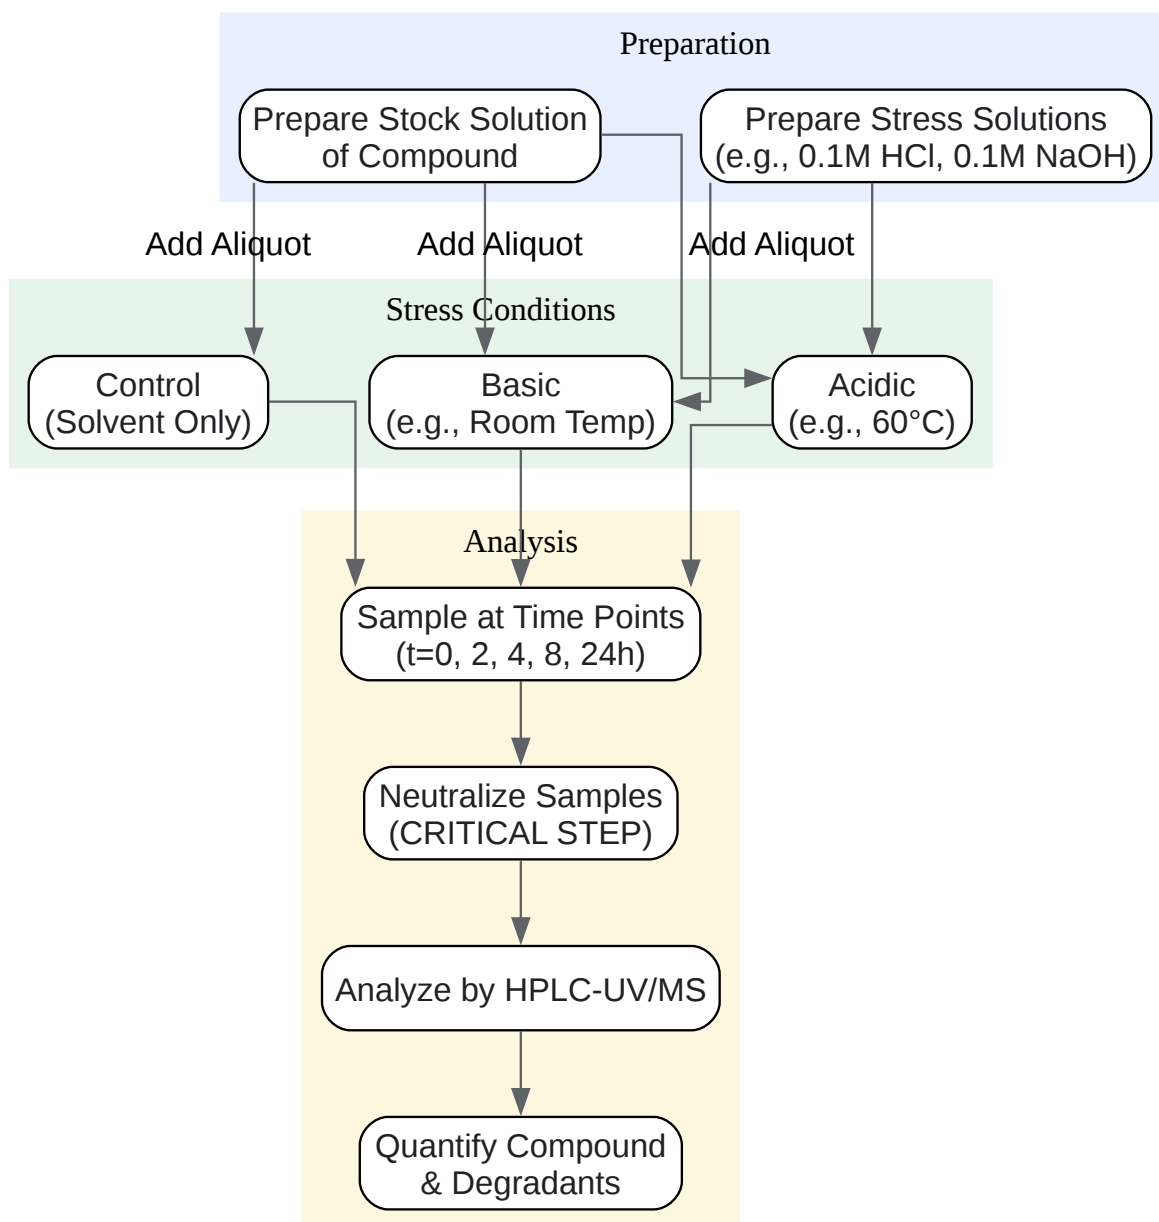 Preparation
Prepare Stock Solution
of Compound
Prepare Stress Solutions
(e.g., 0.1M HCl, 0.1M NaOH)
Add Aliquot
Add Aliquot
Add Aliquot
Stress Conditions
Control
(Solvent Only)
Basic
(e.g., Room Temp)
Acidic
(e.g., 60°C)
Analysis
Sample at Time Points
(t=0, 2, 4, 8, 24h)
Neutralize Samples
(CRITICAL STEP)
Analyze by HPLC-UV/MS
Quantify Compound
& Degradants